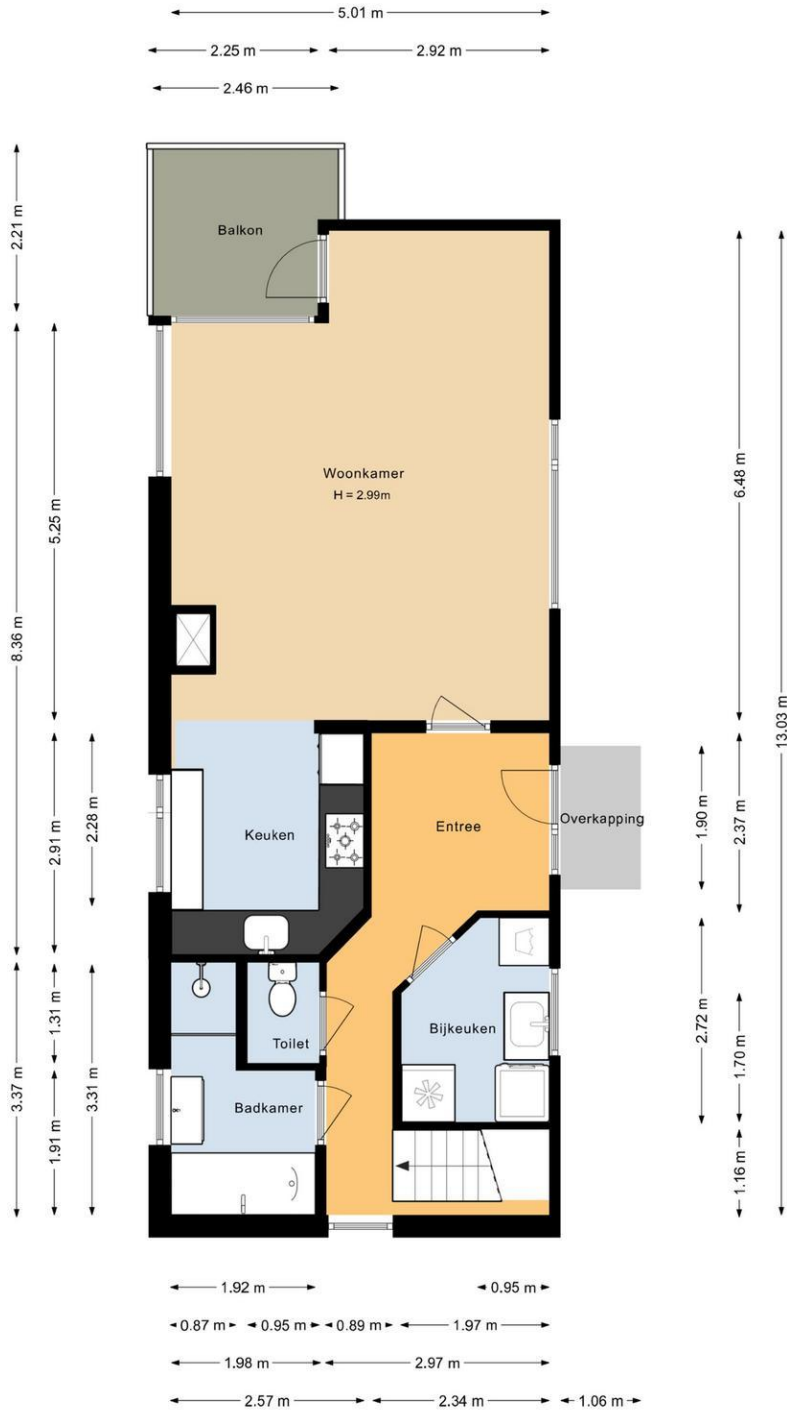 5.01 m
2.25 m
2.92 m
2.46 m
2.21 m
Balkon
8.36 m
5.25 m
Woonkamer
H = 2.99m
6.48 m
13.03 m
2.91 m
2.28 m
Keuken
Entree
Overkapping
1.90 m
2.37 m
3.37 m
1.31 m
1.91 m
3.31 m
Toilet
Badkamer
Bijkeuken
2.72 m
1.70 m
1.16 m
1.92 m
0.95 m
0.87 m
0.95 m
0.89 m
1.97 m
1.98 m
2.97 m
2.57 m
2.34 m
1.06 m